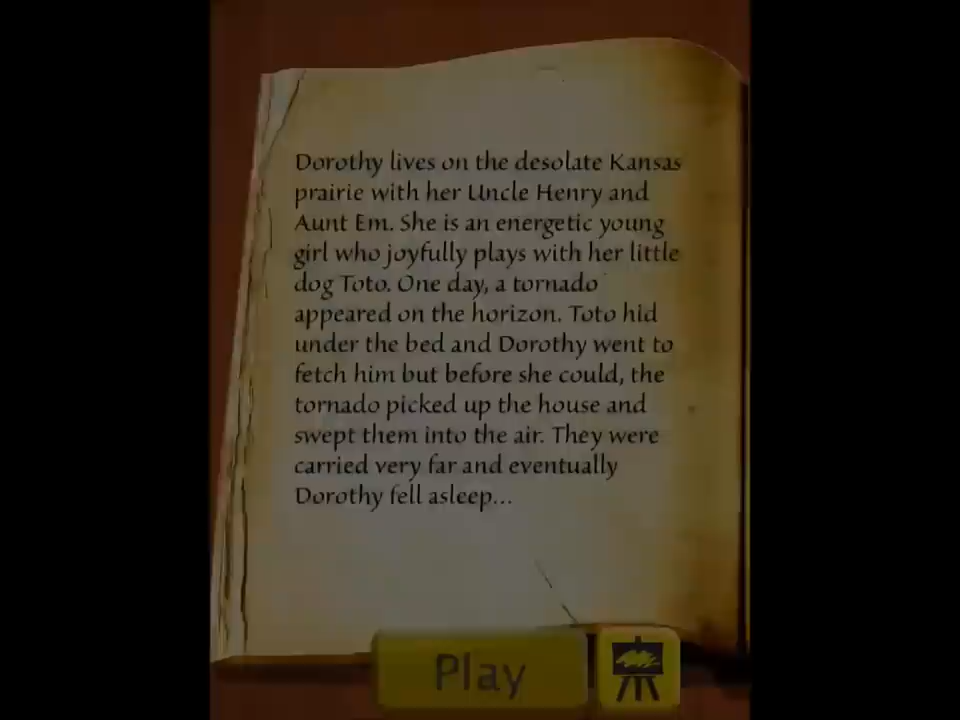 Dorothy lives on the desolate Kansas
prairie with her Uncle Henry and
Aunt Em. She is an energetic young
girl who joyfully plays with her little
dog Toto. One day, a tornado
appeared on the horizon. Toto hid
under the bed and Dorothy went to
fetch him but before she could, the
tornado picked up the house and
swept them into the air. They were
carried very far and eventually
Dorothy fell asleep...
Play